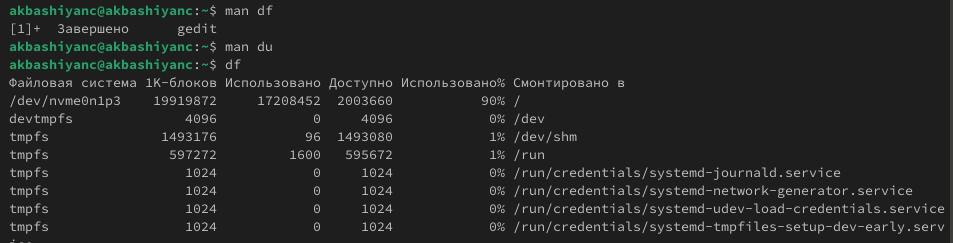 akbashiyanc@akbashiyanc:~$ man df
[1]+  Завершено      gedit
akbashiyanc@akbashiyanc:~$ man du
akbashiyanc@akbashiyanc:~$ df
Файловая система 1K-блоков Использовано Доступно Использовано% Смонтировано в
/dev/nvme0n1p3    19919872     17208452  2003660           90% /
devtmpfs              4096            0     4096            0% /dev
tmpfs              1493176           96  1493080            1% /dev/shm
tmpfs               597272         1600   595672            1% /run
tmpfs                 1024            0     1024            0% /run/credentials/systemd-journald.service
tmpfs                 1024            0     1024            0% /run/credentials/systemd-network-generator.service
tmpfs                 1024            0     1024            0% /run/credentials/systemd-udev-load-credentials.service
tmpfs                 1024            0     1024            0% /run/credentials/systemd-tmpfiles-setup-dev-early.serv